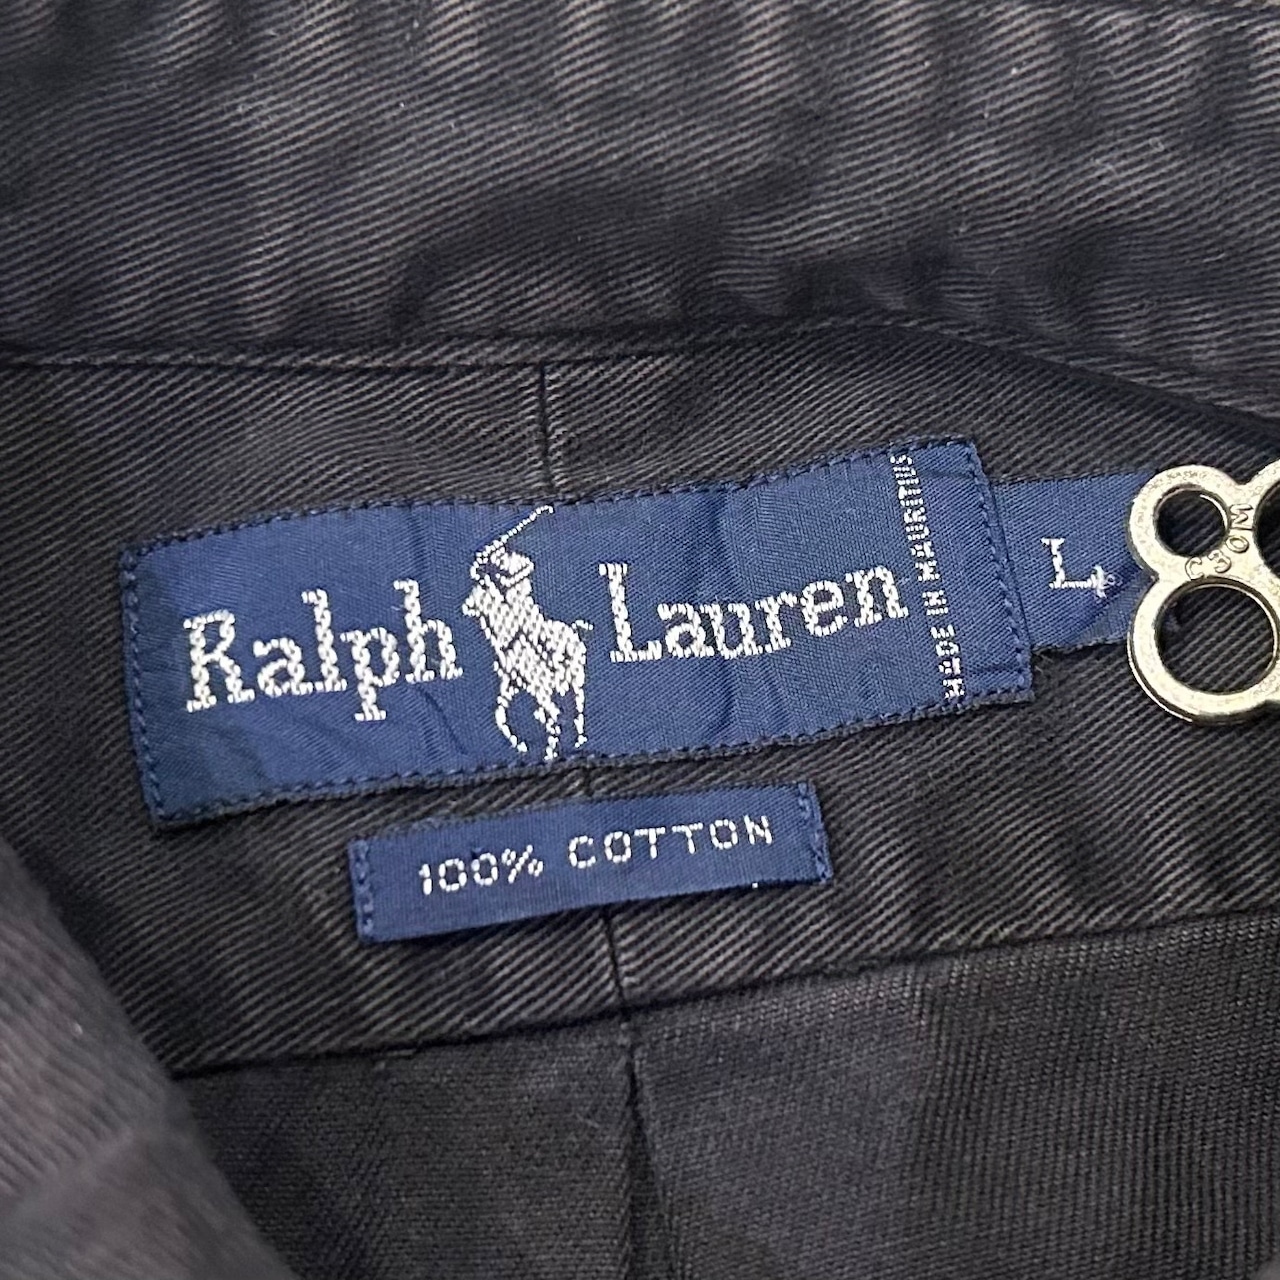 Ralph Lauren
MADE IN MAURITIUS
L
100% COTTON